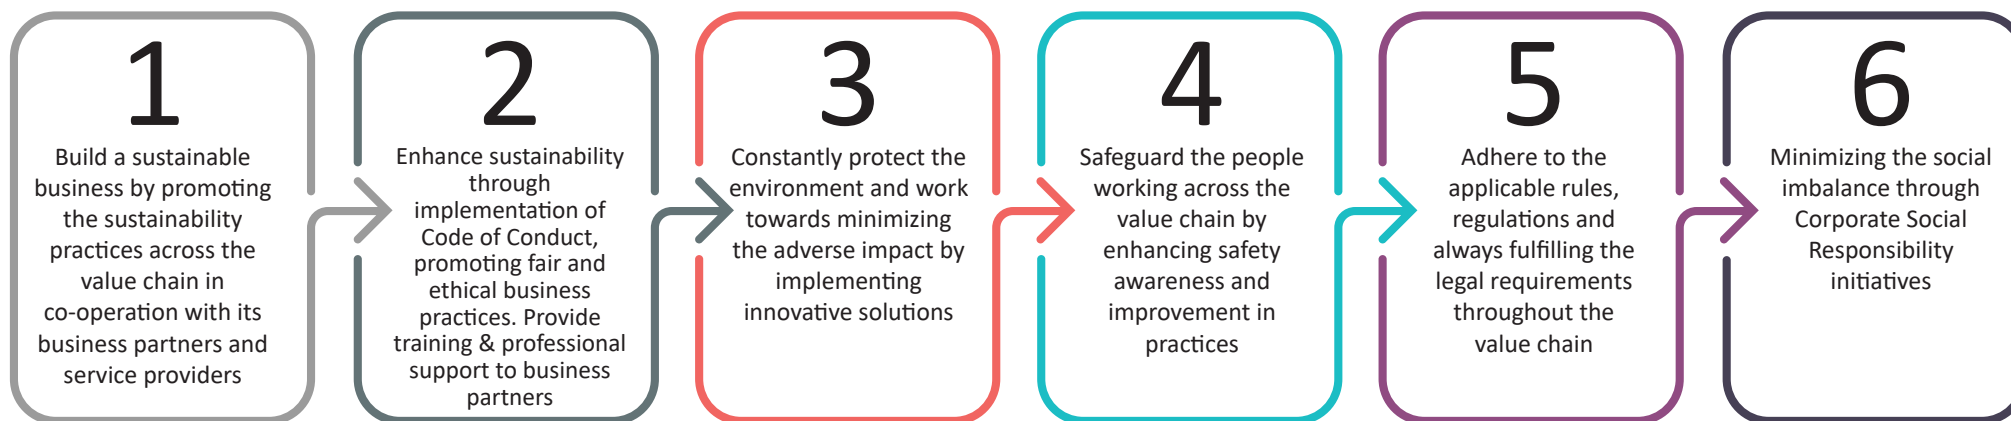 1
Build a sustainable
business by promoting
the sustainability
practices across the
value chain in
co-operation with its
business partners and
service providers
2
Enhance sustainability
through
implementation of
Code of Conduct,
promoting fair and
ethical business
practices. Provide
training & professional
support to business
partners
3
Constantly protect the
environment and work
towards minimizing
the adverse impact by
implementing
innovative solutions
4
Safeguard the people
working across the
value chain by
enhancing safety
awareness and
improvement in
practices
5
Adhere to the
applicable rules,
regulations and
always fulfilling the
legal requirements
throughout the
value chain
6
Minimizing the social
imbalance through
Corporate Social
Responsibility
initiatives